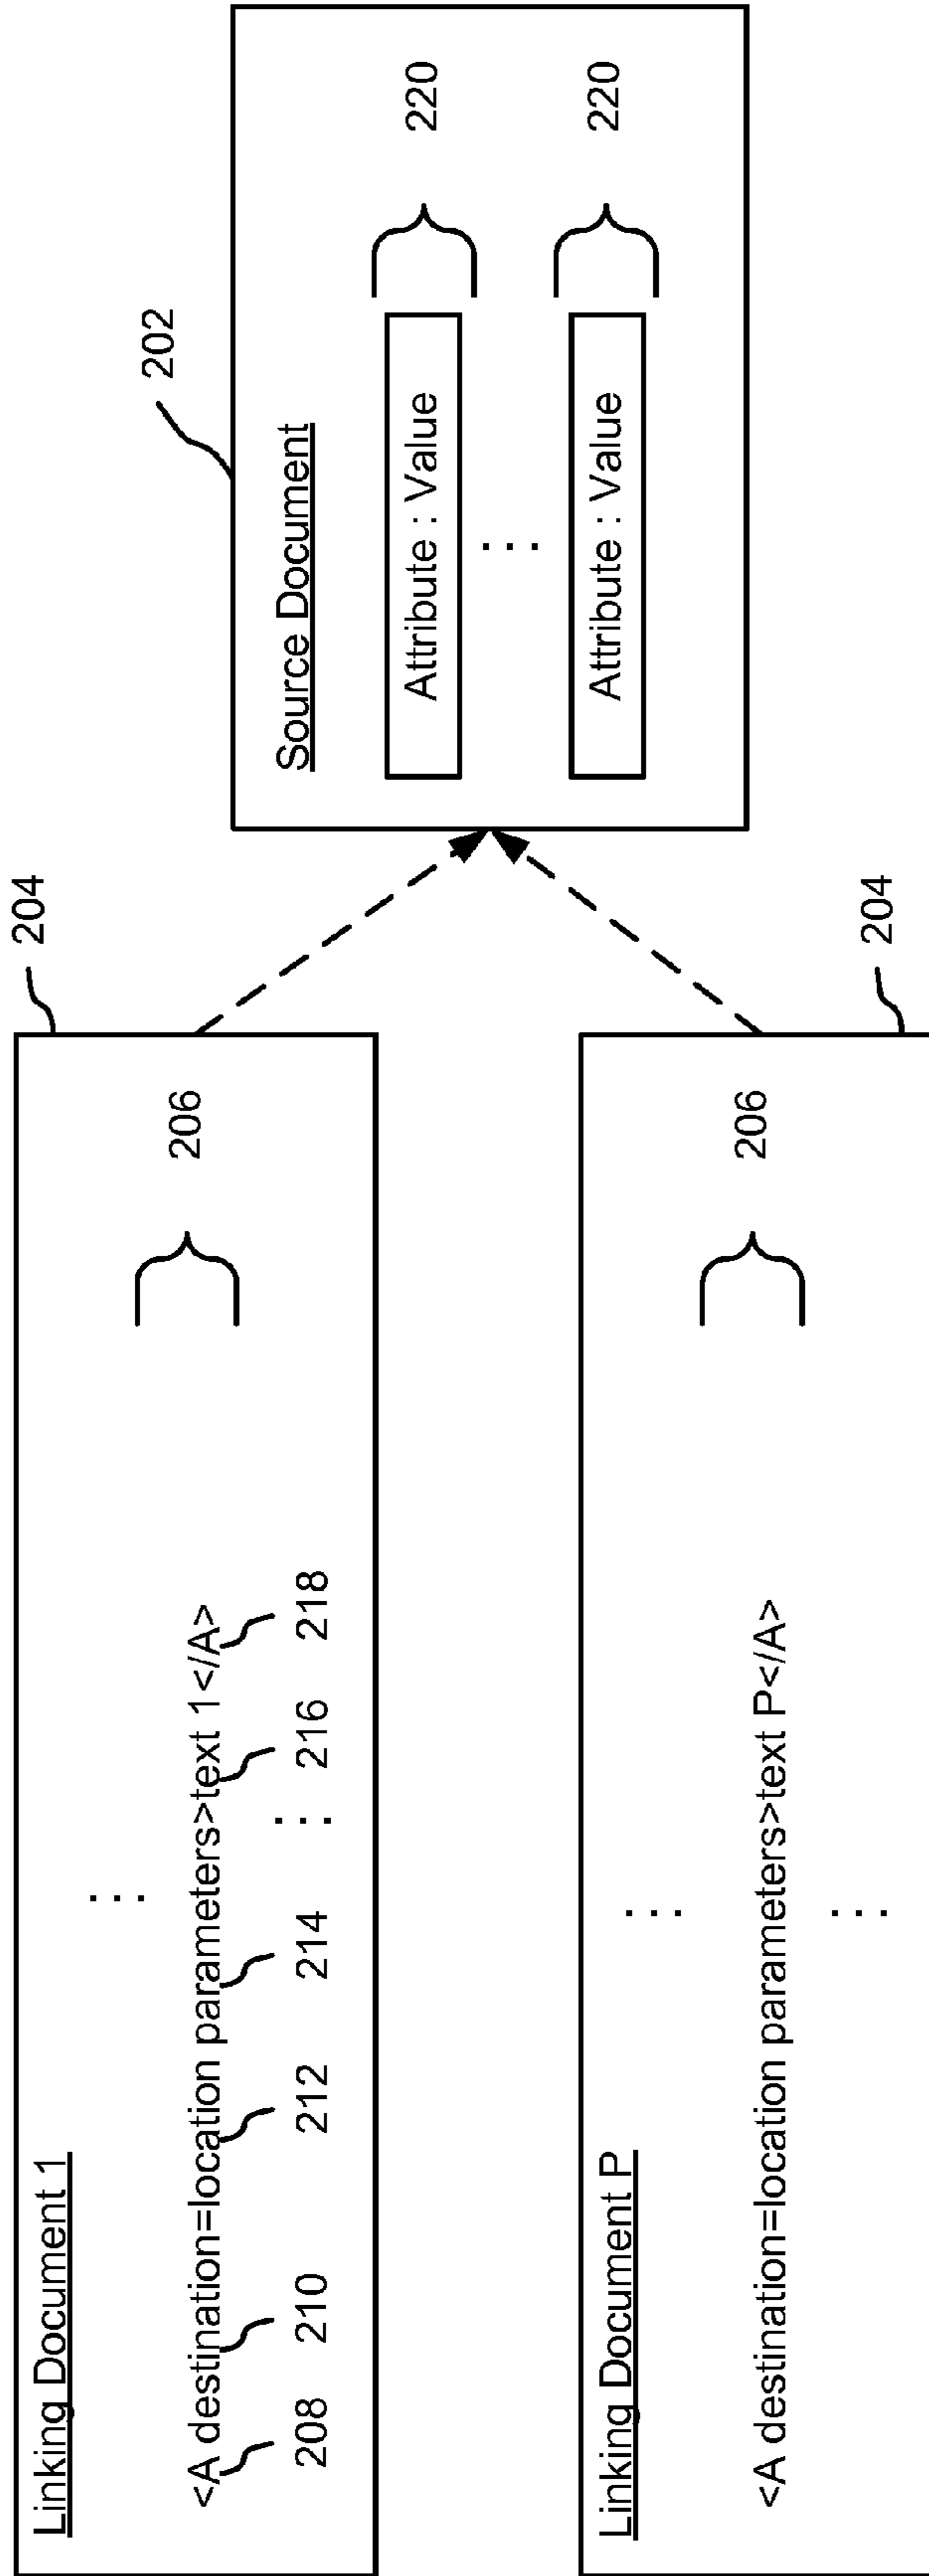 204
Linking Document 1
. . .
<A destination=location parameters>text 1</A>
206
208 210 212 214 216 218
. . .
Linking Document P
. . .
<A destination=location parameters>text P</A>
206
. . .
204
202
Source Document
Attribute : Value
220
. . .
Attribute : Value
220